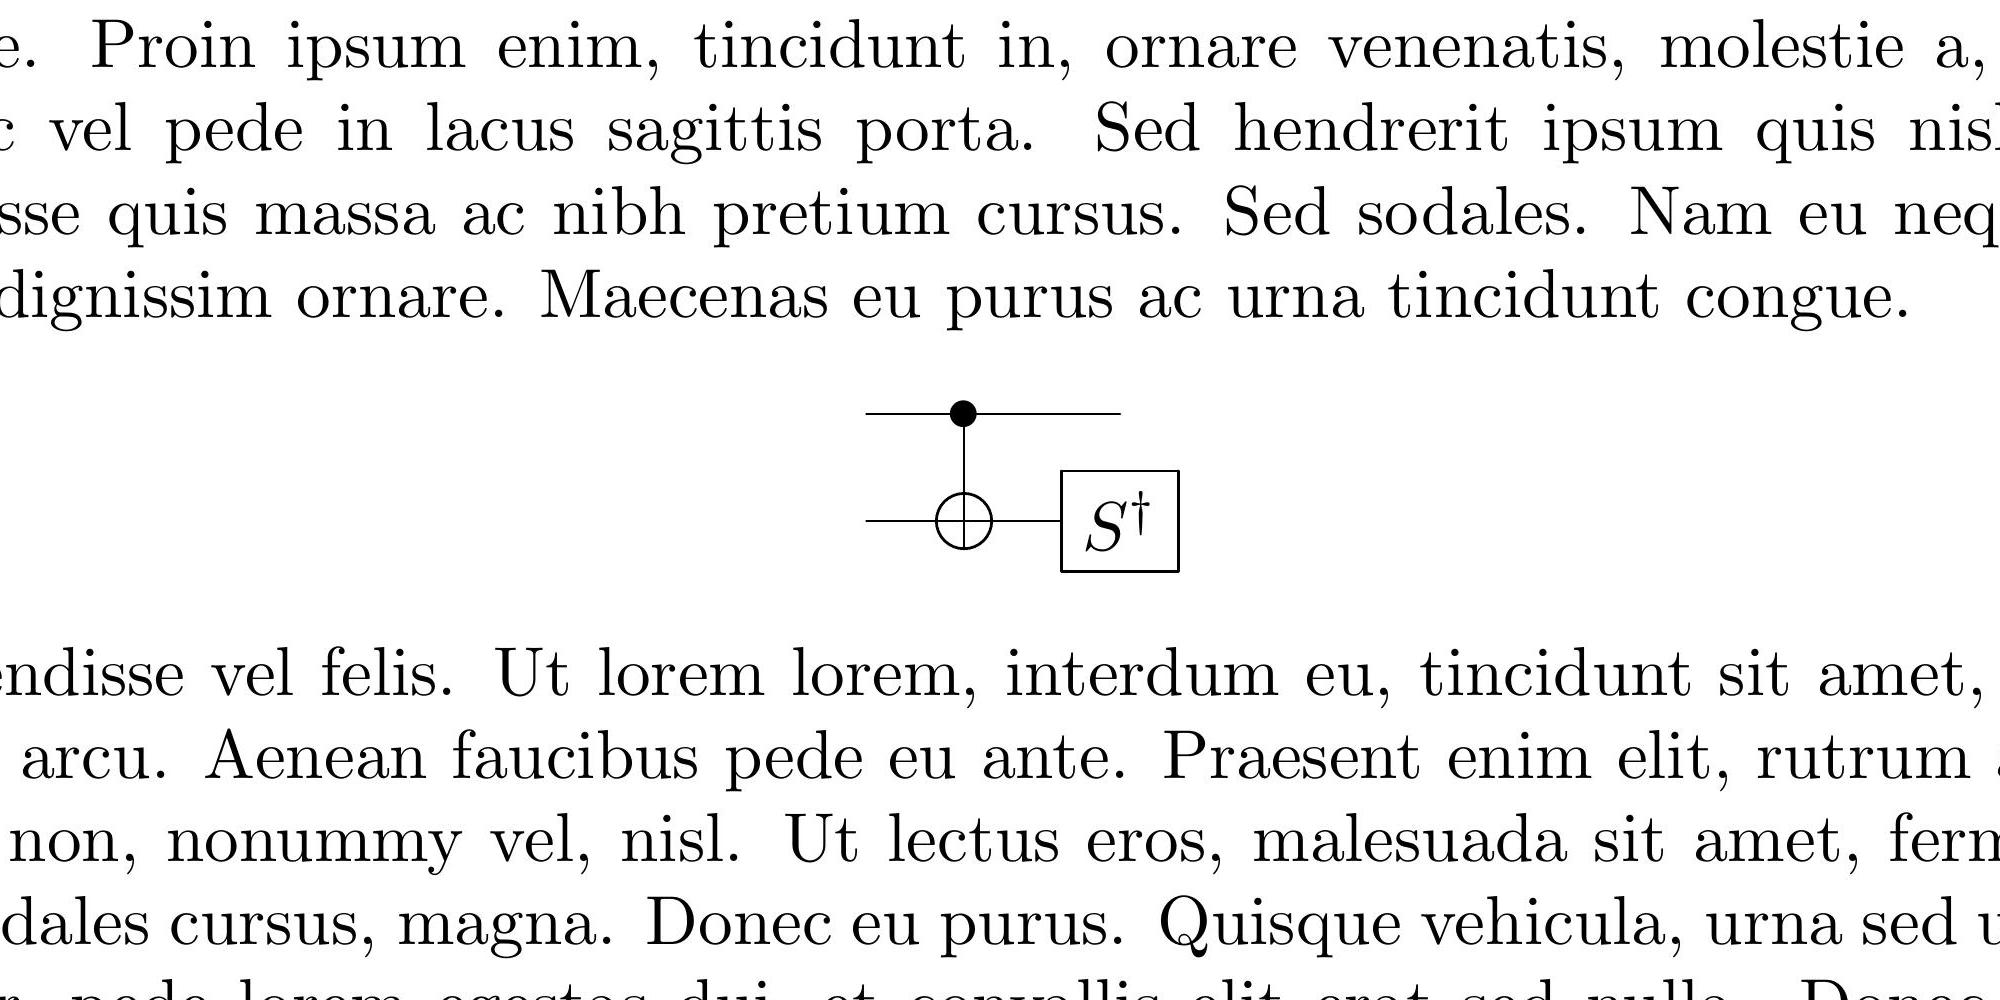 e. Proin ipsum enim, tincidunt in, ornare venenatis, molestie a,
c vel pede in lacus sagittis porta. Sed hendrerit ipsum quis nisl
sse quis massa ac nibh pretium cursus. Sed sodales. Nam eu neq
dignissim ornare. Maecenas eu purus ac urna tincidunt congue.
S†
endisse vel felis. Ut lorem lorem, interdum eu, tincidunt sit amet,
arcu. Aenean faucibus pede eu ante. Praesent enim elit, rutrum
non, nonummy vel, nisl. Ut lectus eros, malesuada sit amet, ferm
dales cursus, magna. Donec eu purus. Quisque vehicula, urna sed u